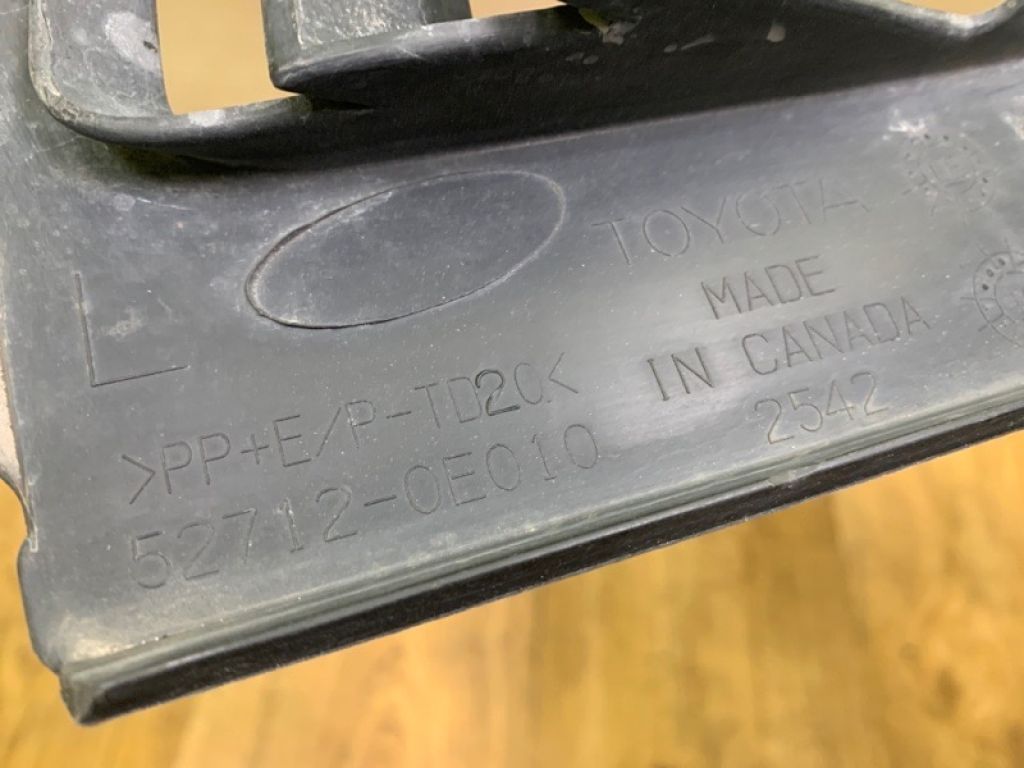 L
TOYOTA
MADE
IN CANADA
2542
>PP+E/P-TD20<
52712-0E010